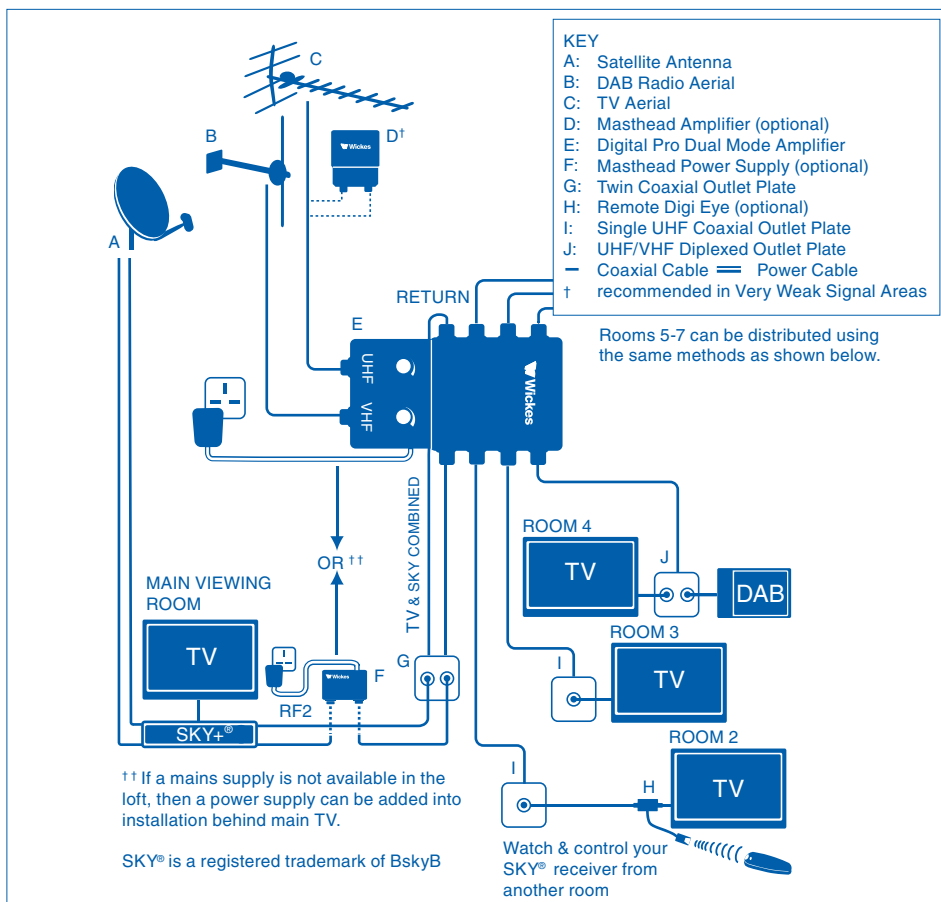 KEY
A: Satellite Antenna
B: DAB Radio Aerial
C: TV Aerial
D: Masthead Amplifier (optional)
E: Digital Pro Dual Mode Amplifier
F: Masthead Power Supply (optional)
G: Twin Coaxial Outlet Plate
H: Remote Digi Eye (optional)
I: Single UHF Coaxial Outlet Plate
J: UHF/VHF Diplexed Outlet Plate
Coaxial Cable Power Cable
† recommended in Very Weak Signal Areas
C
B
D†
Wickes
A
RETURN
E
Rooms 5-7 can be distributed using
the same methods as shown below.
UHF
VHF
Wickes
TV & SKY COMBINED
OR ††
MAIN VIEWING
ROOM
TV
SKY+®
RF2
Wickes
F
G
ROOM 4
TV
J
DAB
ROOM 3
I
TV
ROOM 2
I
H
TV
†† If a mains supply is not available in the
loft, then a power supply can be added into
installation behind main TV.
SKY® is a registered trademark of BskyB
Watch & control your
SKY® receiver from
another room